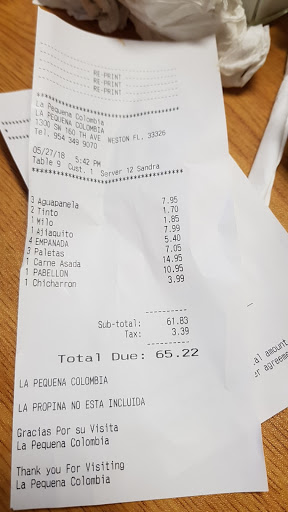 RE-PRINT
RE-PRINT
RE-PRINT
La Pequena Colombia
LA PEQUENA COLOMBIA
1300 SW 160 TH AVE WESTON FL. 33326
Tel. 954 349 9070
05/27/18 5:42 PM
Table 9 Cust. 1 Server 12 Sandra
3 Aguapanela 7.95
2 Tinto 1.70
1 Milo 1.85
1 Ajiaquito 7.99
4 EMPANADA 5.40
3 Paletas 7.05
1 Carne Asada 14.95
1 PABELLON 10.95
1 Chicharron 3.99
Sub-total: 61.83
Tax: 3.39
Total Due: 65.22
LA PEQUENA COLOMBIA
LA PROPINA NO ESTA INCLUIDA
Gracias Por su Visita
La Pequena Colombia
Thank you For Visiting
La Pequena Colombia
amount